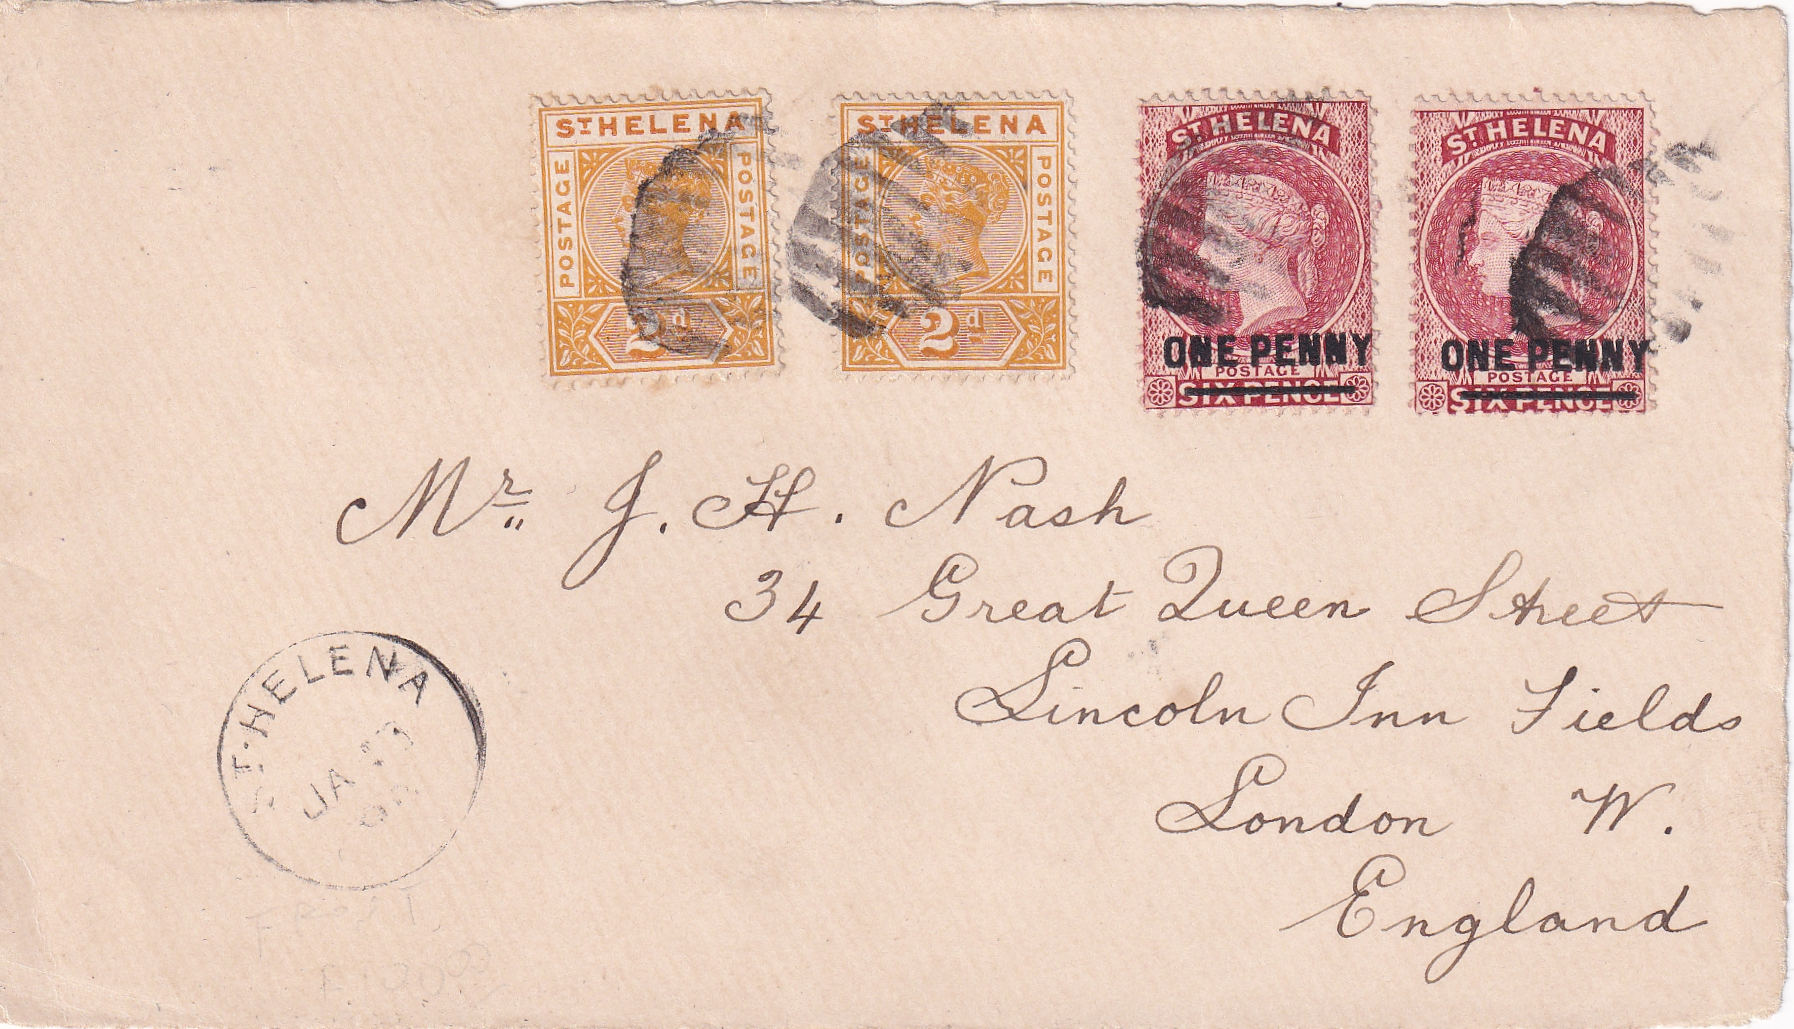 ST HELENA
POSTAGE
POSTAGE
2d
ST HELENA
POSTAGE
POSTAGE
2d
ST. HELENA
ONE PENNY
POSTAGE
SIX PENCE
ST. HELENA
ONE PENNY
POSTAGE
SIX PENCE
Mr. J. H. Nash
34 Great Queen Street
Lincoln Inn Fields
London W.
England
ST. HELENA
JA